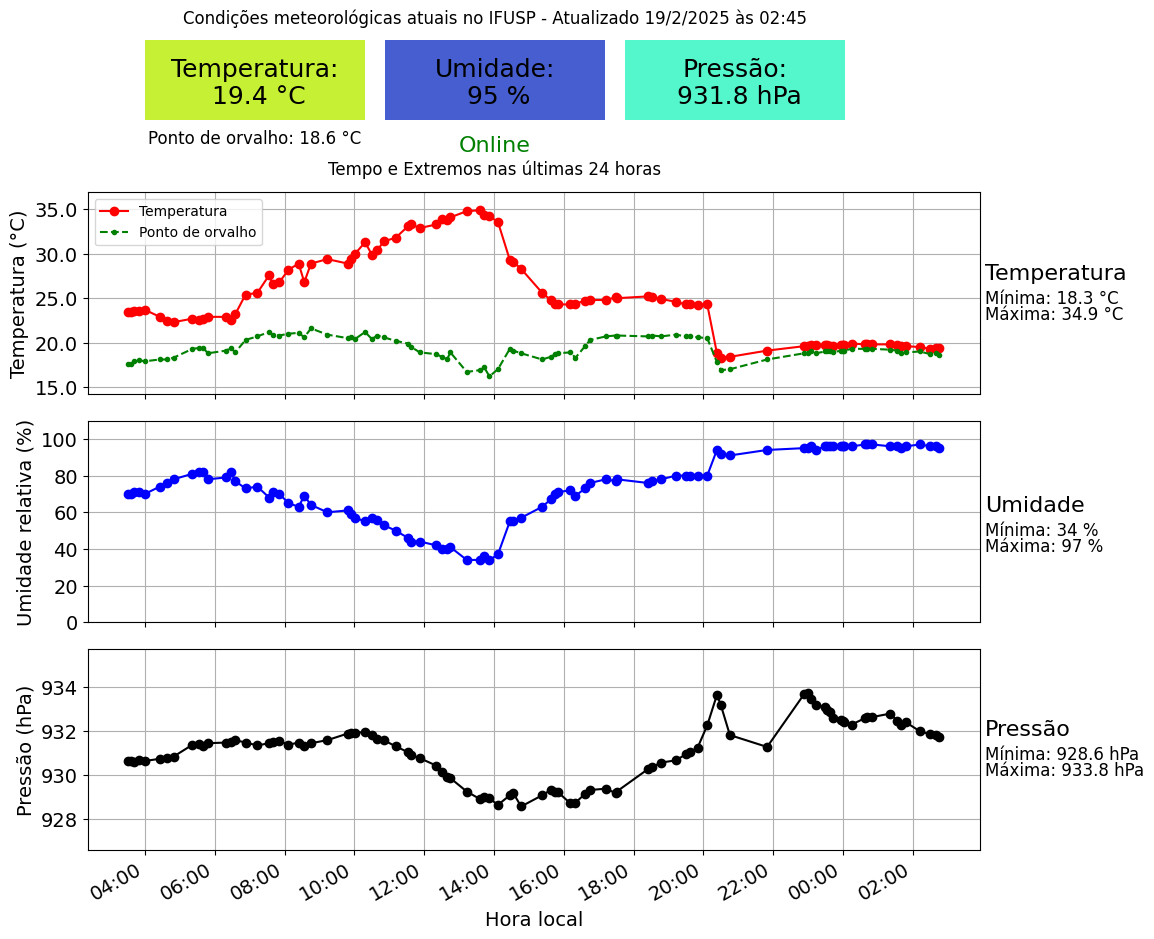 Condições meteorológicas atuais no IFUSP - Atualizado 19/2/2025 às 02:45
Temperatura:
19.4 °C
Umidade:
95 %
Pressão:
931.8 hPa
Ponto de orvalho: 18.6 °C
Online
Tempo e Extremos nas últimas 24 horas
Temperatura (°C)
35.0
30.0
25.0
20.0
15.0
Temperatura
Ponto de orvalho
Temperatura
Mínima: 18.3 °C
Máxima: 34.9 °C
Umidade relativa (%)
100
80
60
40
20
0
Umidade
Mínima: 34 %
Máxima: 97 %
Pressão (hPa)
934
932
930
928
Pressão
Mínima: 928.6 hPa
Máxima: 933.8 hPa
04:00 06:00 08:00 10:00 12:00 14:00 16:00 18:00 20:00 22:00 00:00 02:00
Hora local